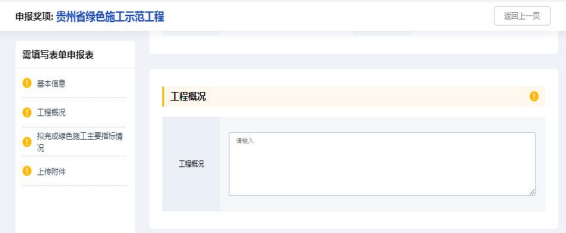 申报奖项: 贵州省绿色施工示范工程
返回上一页
需填写表单申报表
基本信息
工程概况
拟完成绿色施工主要指标情
况
上传附件
工程概况
工程概况
请输入